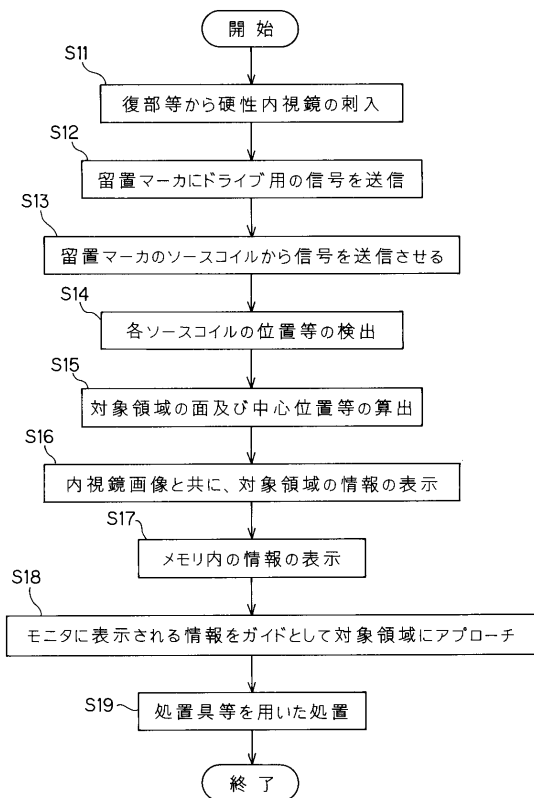 開始
S11
復部等から硬性内視鏡の刺入
S12
留置マーカにドライブ用の信号を送信
S13
留置マーカのソースコイルから信号を送信させる
S14
各ソースコイルの位置等の検出
S15
対象領域の面及び中心位置等の算出
S16
内視鏡画像と共に、対象領域の情報の表示
S17
メモリ内の情報の表示
S18
モニタに表示される情報をガイドとして対象領域にアプローチ
S19
処置具等を用いた処置
終了